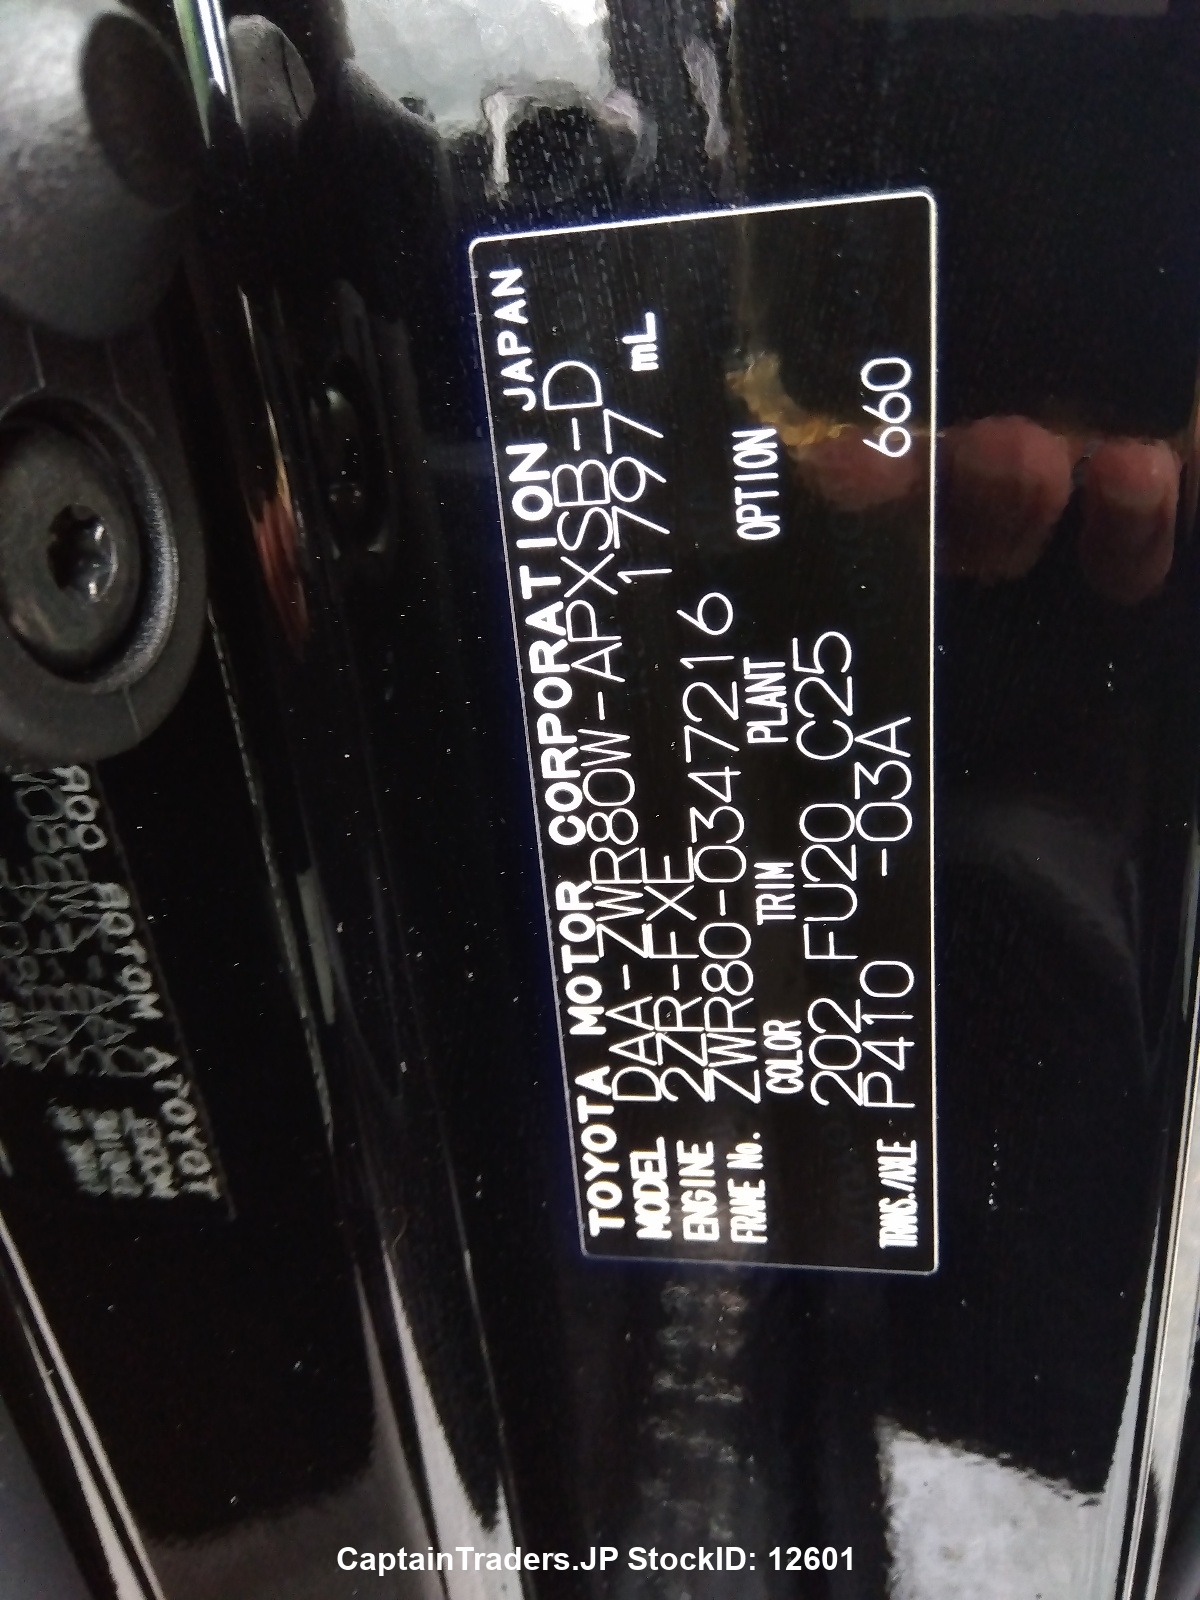 TOYOTA MOTOR CORPORATION JAPAN
MODEL DAA-ZWR80W-APXSB-D
ENGINE 2ZR-FXE 1797 mL
FRAME No. ZWR80-0347216
COLOR TRIM PLANT OPTION
202 FU20 C25
TRANS./AXLE P410 -03A 660
CaptainTraders.JP StockID: 12601